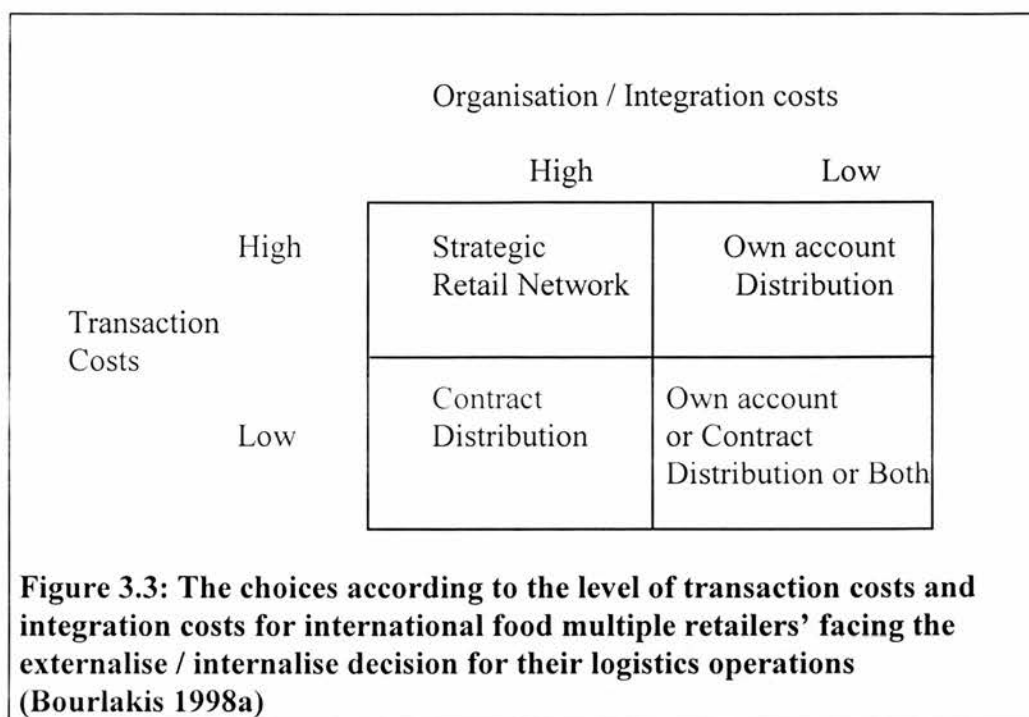 Organisation / Integration costs
High Low
High Strategic Own account
Retail Network Distribution
Transaction
Costs
Contract Own account
Low Distribution or Contract
Distribution or Both
Figure 3.3: The choices according to the level of transaction costs and
integration costs for international food multiple retailers' facing the
externalise / internalise decision for their logistics operations
(Bourlakis 1998a)